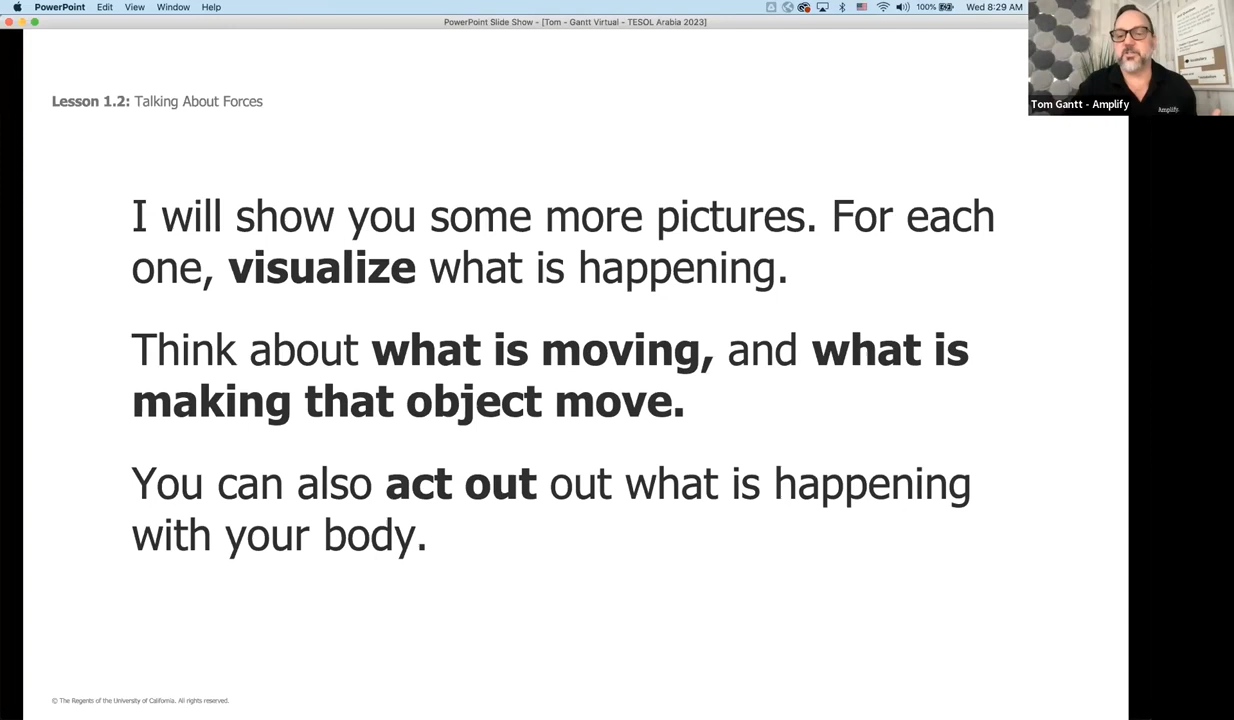 PowerPoint Edit View Window Help
100% Wed 8:29 AM
PowerPoint Slide Show - [Tom - Gantt Virtual - TESOL Arabia 2023]
Lesson 1.2: Talking About Forces
I will show you some more pictures. For each
one, visualize what is happening.
Think about what is moving, and what is
making that object move.
You can also act out out what is happening
with your body.
© The Regents of the University of California. All rights reserved.
Tom Gantt - Amplify
Amplify.